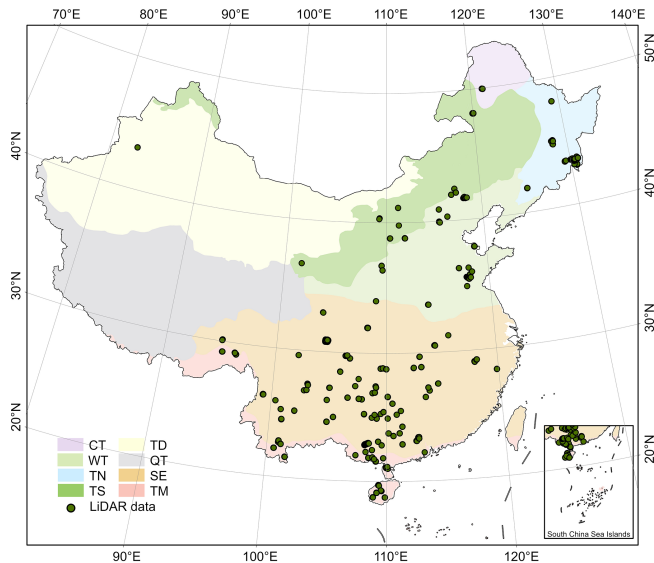 70°E 80°E 90°E 100°E 110°E 120°E 130°E 140°E
50°N
40°N
40°N
30°N
30°N
20°N
20°N
CT TD
WT QT
TN SE
TS TM
LiDAR data
South China Sea Islands
90°E 100°E 110°E 120°E